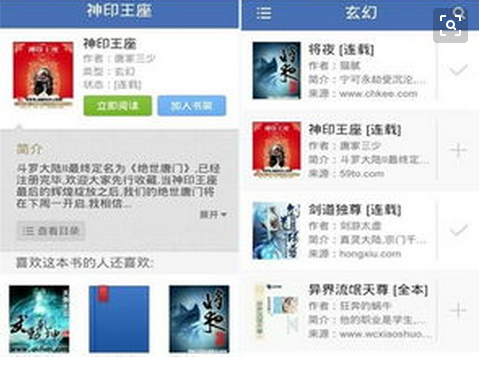 神印王座
神印王座
作者：唐家三少
类型：玄幻
状态：[连载]
立即阅读
加入书架
简介
斗罗大陆II最终定名为《绝世唐门》,已经
注册完毕,欢迎大家先行收藏,当神印王座
最后的辉煌绽放之后,我们的绝世唐门将
在下周一开启,我相信...
展开
查看目录
喜欢这本书的人还喜欢:
将夜
玄幻
将夜 [连载]
作者：猫腻
简介：宁可永劫受沉沦,...
来源：www.chkee.com
将夜
神印王座 [连载]
作者：唐家三少
简介：斗罗大陆II最终定...
来源：59to.com
剑道独尊 [连载]
作者：剑游太虚
简介：真灵大陆,宗门千...
来源：hongxiu.com
剑道独尊
异界流氓天尊 [全本]
作者：狂奔的蜗牛
简介：他的职业是学生,...
来源：www.wcxiaoshuo...